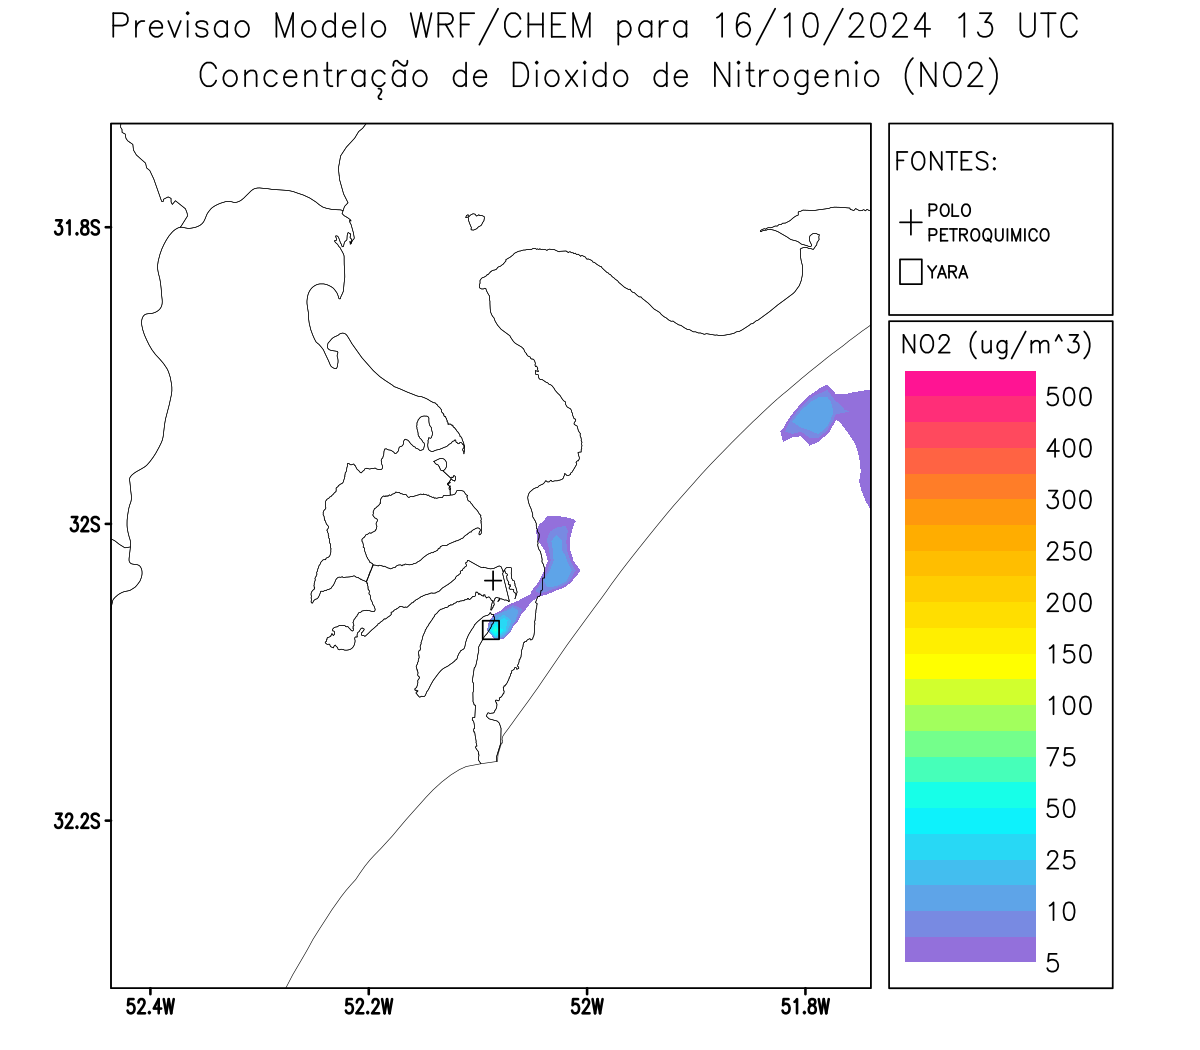 Previsao Modelo WRF/CHEM para 16/10/2024 13 UTC
Concentração de Dioxido de Nitrogenio (NO2)
FONTES:
POLO
PETROQUIMICO
YARA
NO2 (ug/m^3)
500
400
300
250
200
150
100
75
50
25
10
5
31.8S
32S
32.2S
52.4W
52.2W
52W
51.8W